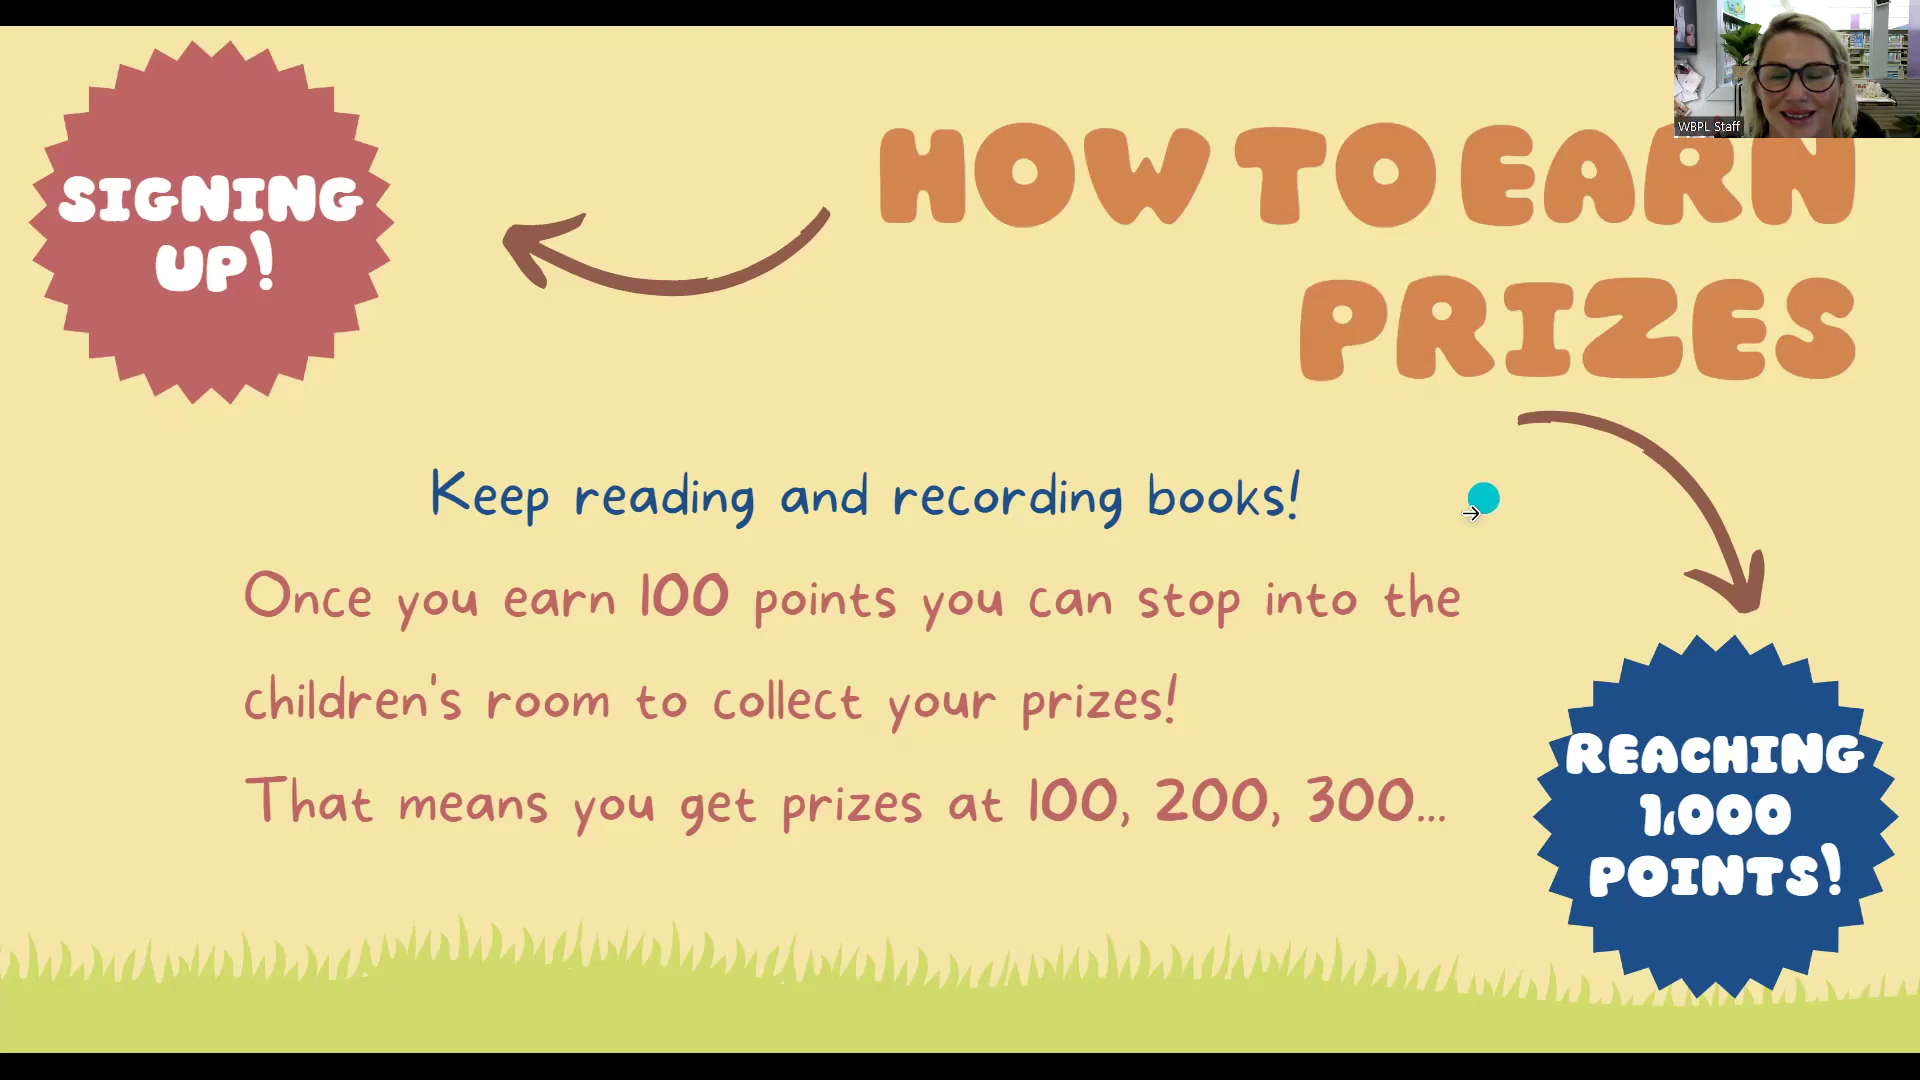 WBPL Staff
HOW TO EARN
PRIZES
SIGNING
UP!
Keep reading and recording books!
Once you earn 100 points you can stop into the
children's room to collect your prizes!
That means you get prizes at 100, 200, 300...
REACHING
1,000
POINTS!